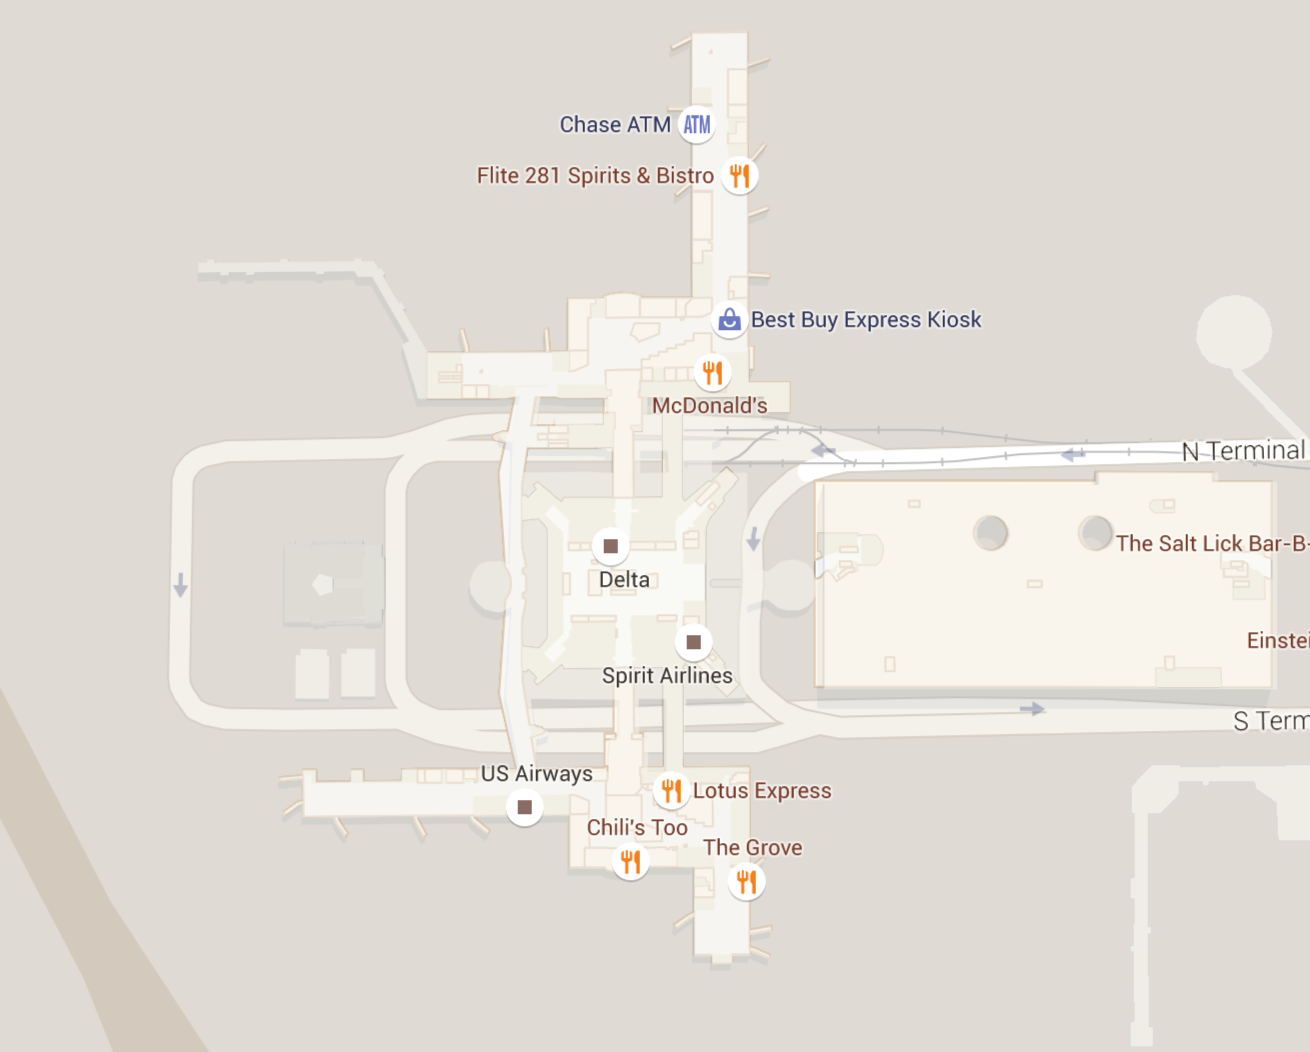 Chase ATM
ATM
Flite 281 Spirits & Bistro
Best Buy Express Kiosk
McDonald's
N Terminal
The Salt Lick Bar-B-
Delta
Einstei
Spirit Airlines
S Term
US Airways
Lotus Express
Chili's Too
The Grove